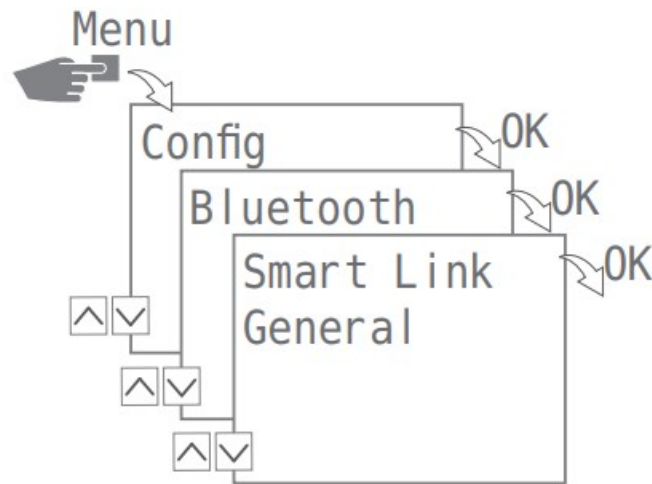 Menu
Config
OK
Bluetooth
OK
Smart Link
OK
General